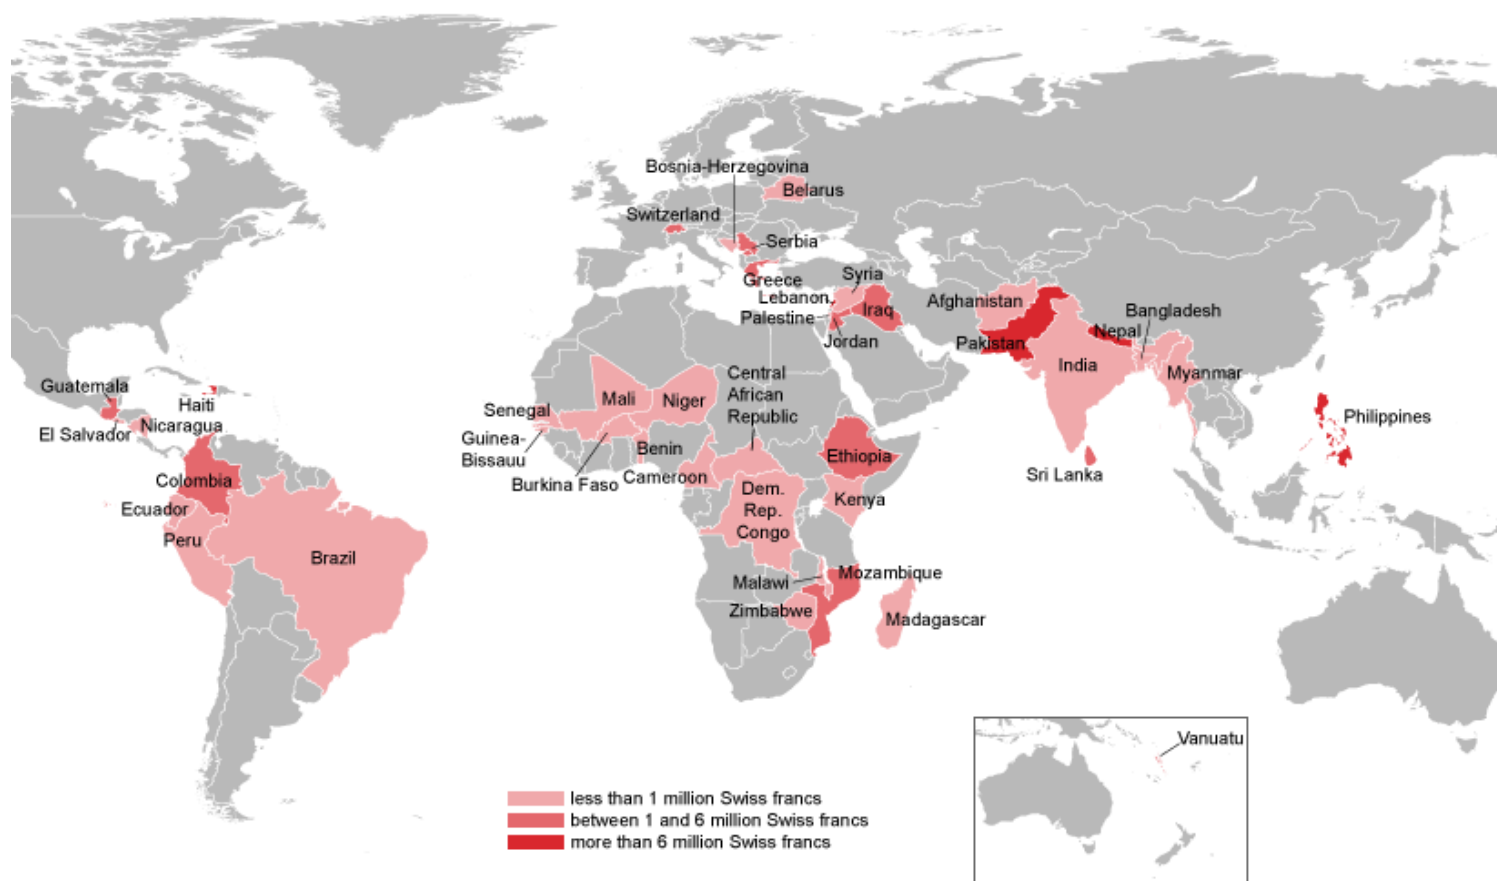 Bosnia-Herzegovina
Belarus
Switzerland
Serbia
Greece
Syria
Lebanon
Iraq
Palestine
Jordan
Afghanistan
Bangladesh
Nepal
Pakistan
India
Myanmar
Guatemala
Haiti
Nicaragua
El Salvador
Colombia
Ecuador
Peru
Brazil
Senegal
Mali
Niger
Central
African
Republic
Guinea-
Bissauu
Benin
Burkina Faso
Cameroon
Ethiopia
Kenya
Dem.
Rep.
Congo
Philippines
Sri Lanka
Malawi
Mozambique
Zimbabwe
Madagascar
Vanuatu
less than 1 million Swiss francs
between 1 and 6 million Swiss francs
more than 6 million Swiss francs